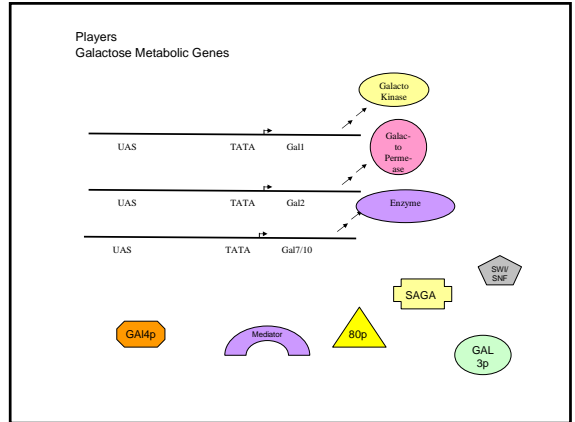 Players
Galactose Metabolic Genes
Galacto
Kinase
UAS TATA Gal1
Galac-
to
Perme-
ase
UAS TATA Gal2
Enzyme
UAS TATA Gal7/10
SWI/
SNF
SAGA
GAl4p
Mediator
80p
GAL
3p